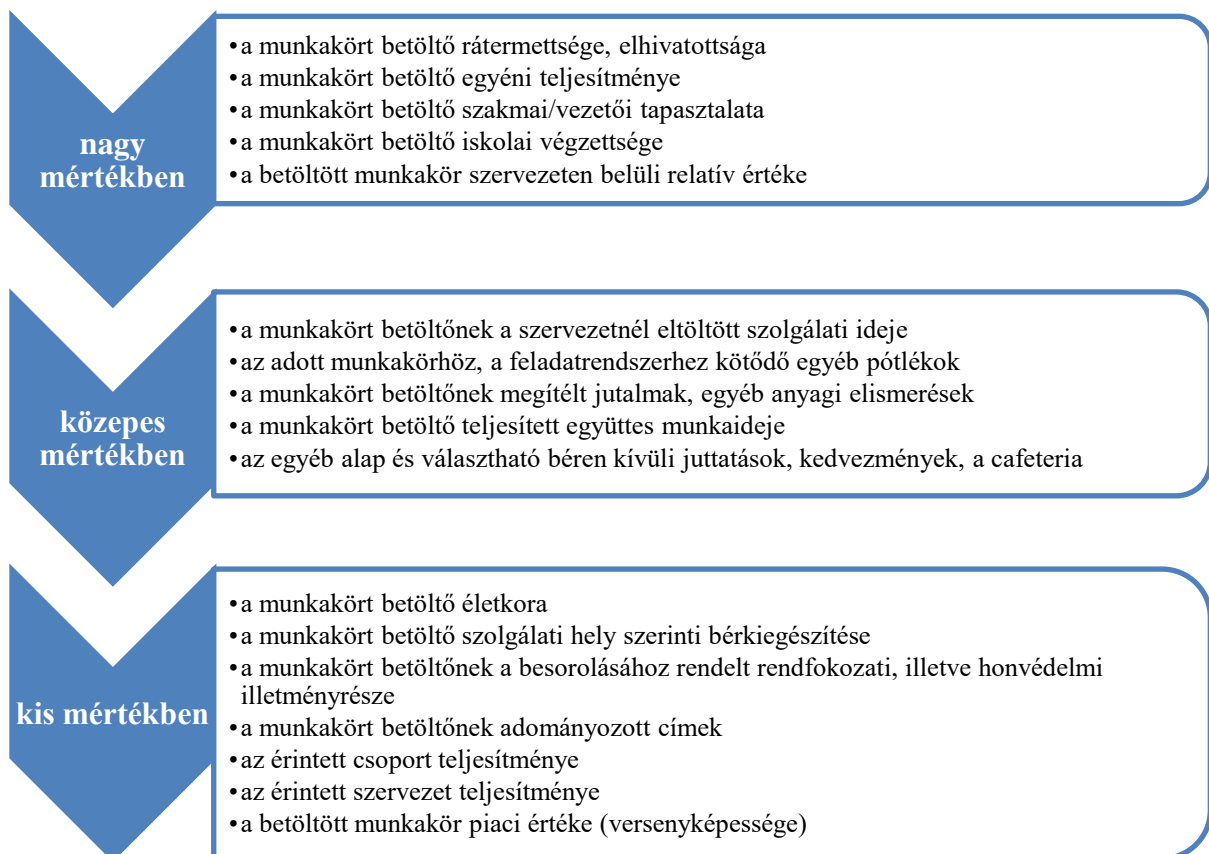 nagy
mértékben
•a munkakört betöltő rátermettsége, elhivatottsága
•a munkakört betöltő egyéni teljesítménye
•a munkakört betöltő szakmai/vezetői tapasztalata
•a munkakört betöltő iskolai végzettsége
•a betöltött munkakör szervezeten belüli relatív értéke
közepes
mértékben
•a munkakört betöltőnek a szervezetnél eltöltött szolgálati ideje
•az adott munkakörhöz, a feladatrendszerhez kötődő egyéb pótlékok
•a munkakört betöltőnek megítélt jutalmak, egyéb anyagi elismerések
•a munkakört betöltő teljesített együttes munkaideje
•az egyéb alap és választható béren kívüli juttatások, kedvezmények, a cafeteria
kis mértékben
•a munkakört betöltő életkora
•a munkakört betöltő szolgálati hely szerinti bérkiegészítése
•a munkakört betöltőnek a besorolásához rendelt rendfokozati, illetve honvédelmi
illetményrésze
•a munkakört betöltőnek adományozott címek
•az érintett csoport teljesítménye
•az érintett szervezet teljesítménye
•a betöltött munkakör piaci értéke (versenyképessége)